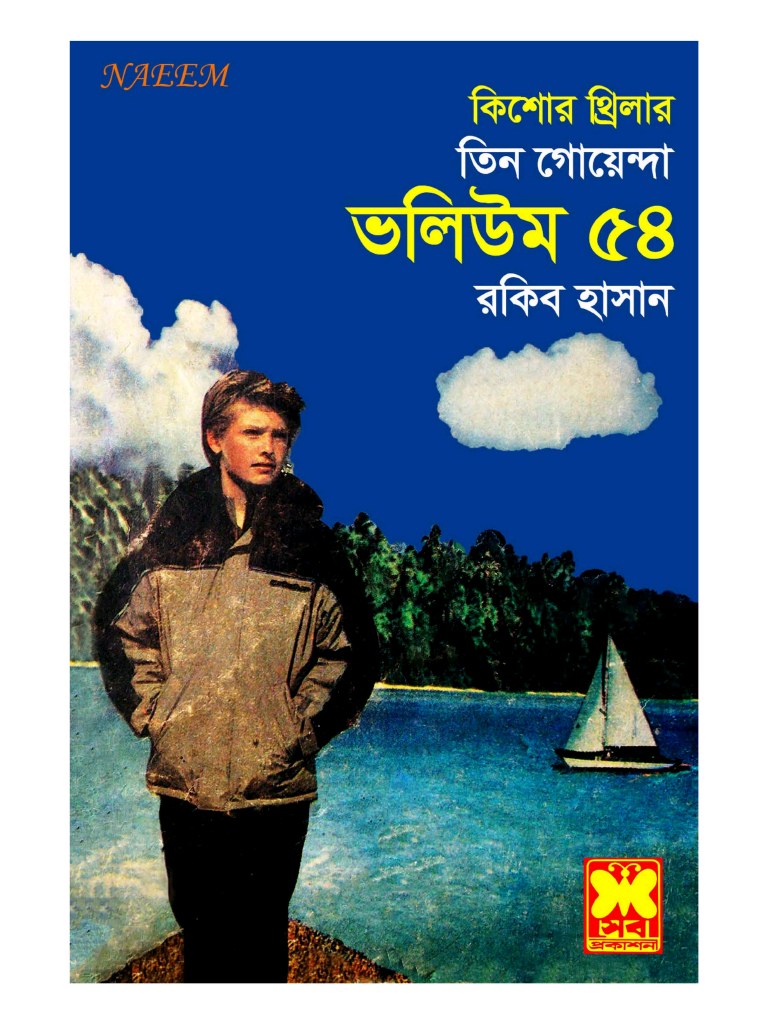 NAEEM
কিশোর থ্রিলার
তিন গোয়েন্দা
ভলিউম ৫৪
রকিব হাসান
সেবা
প্রকাশনী